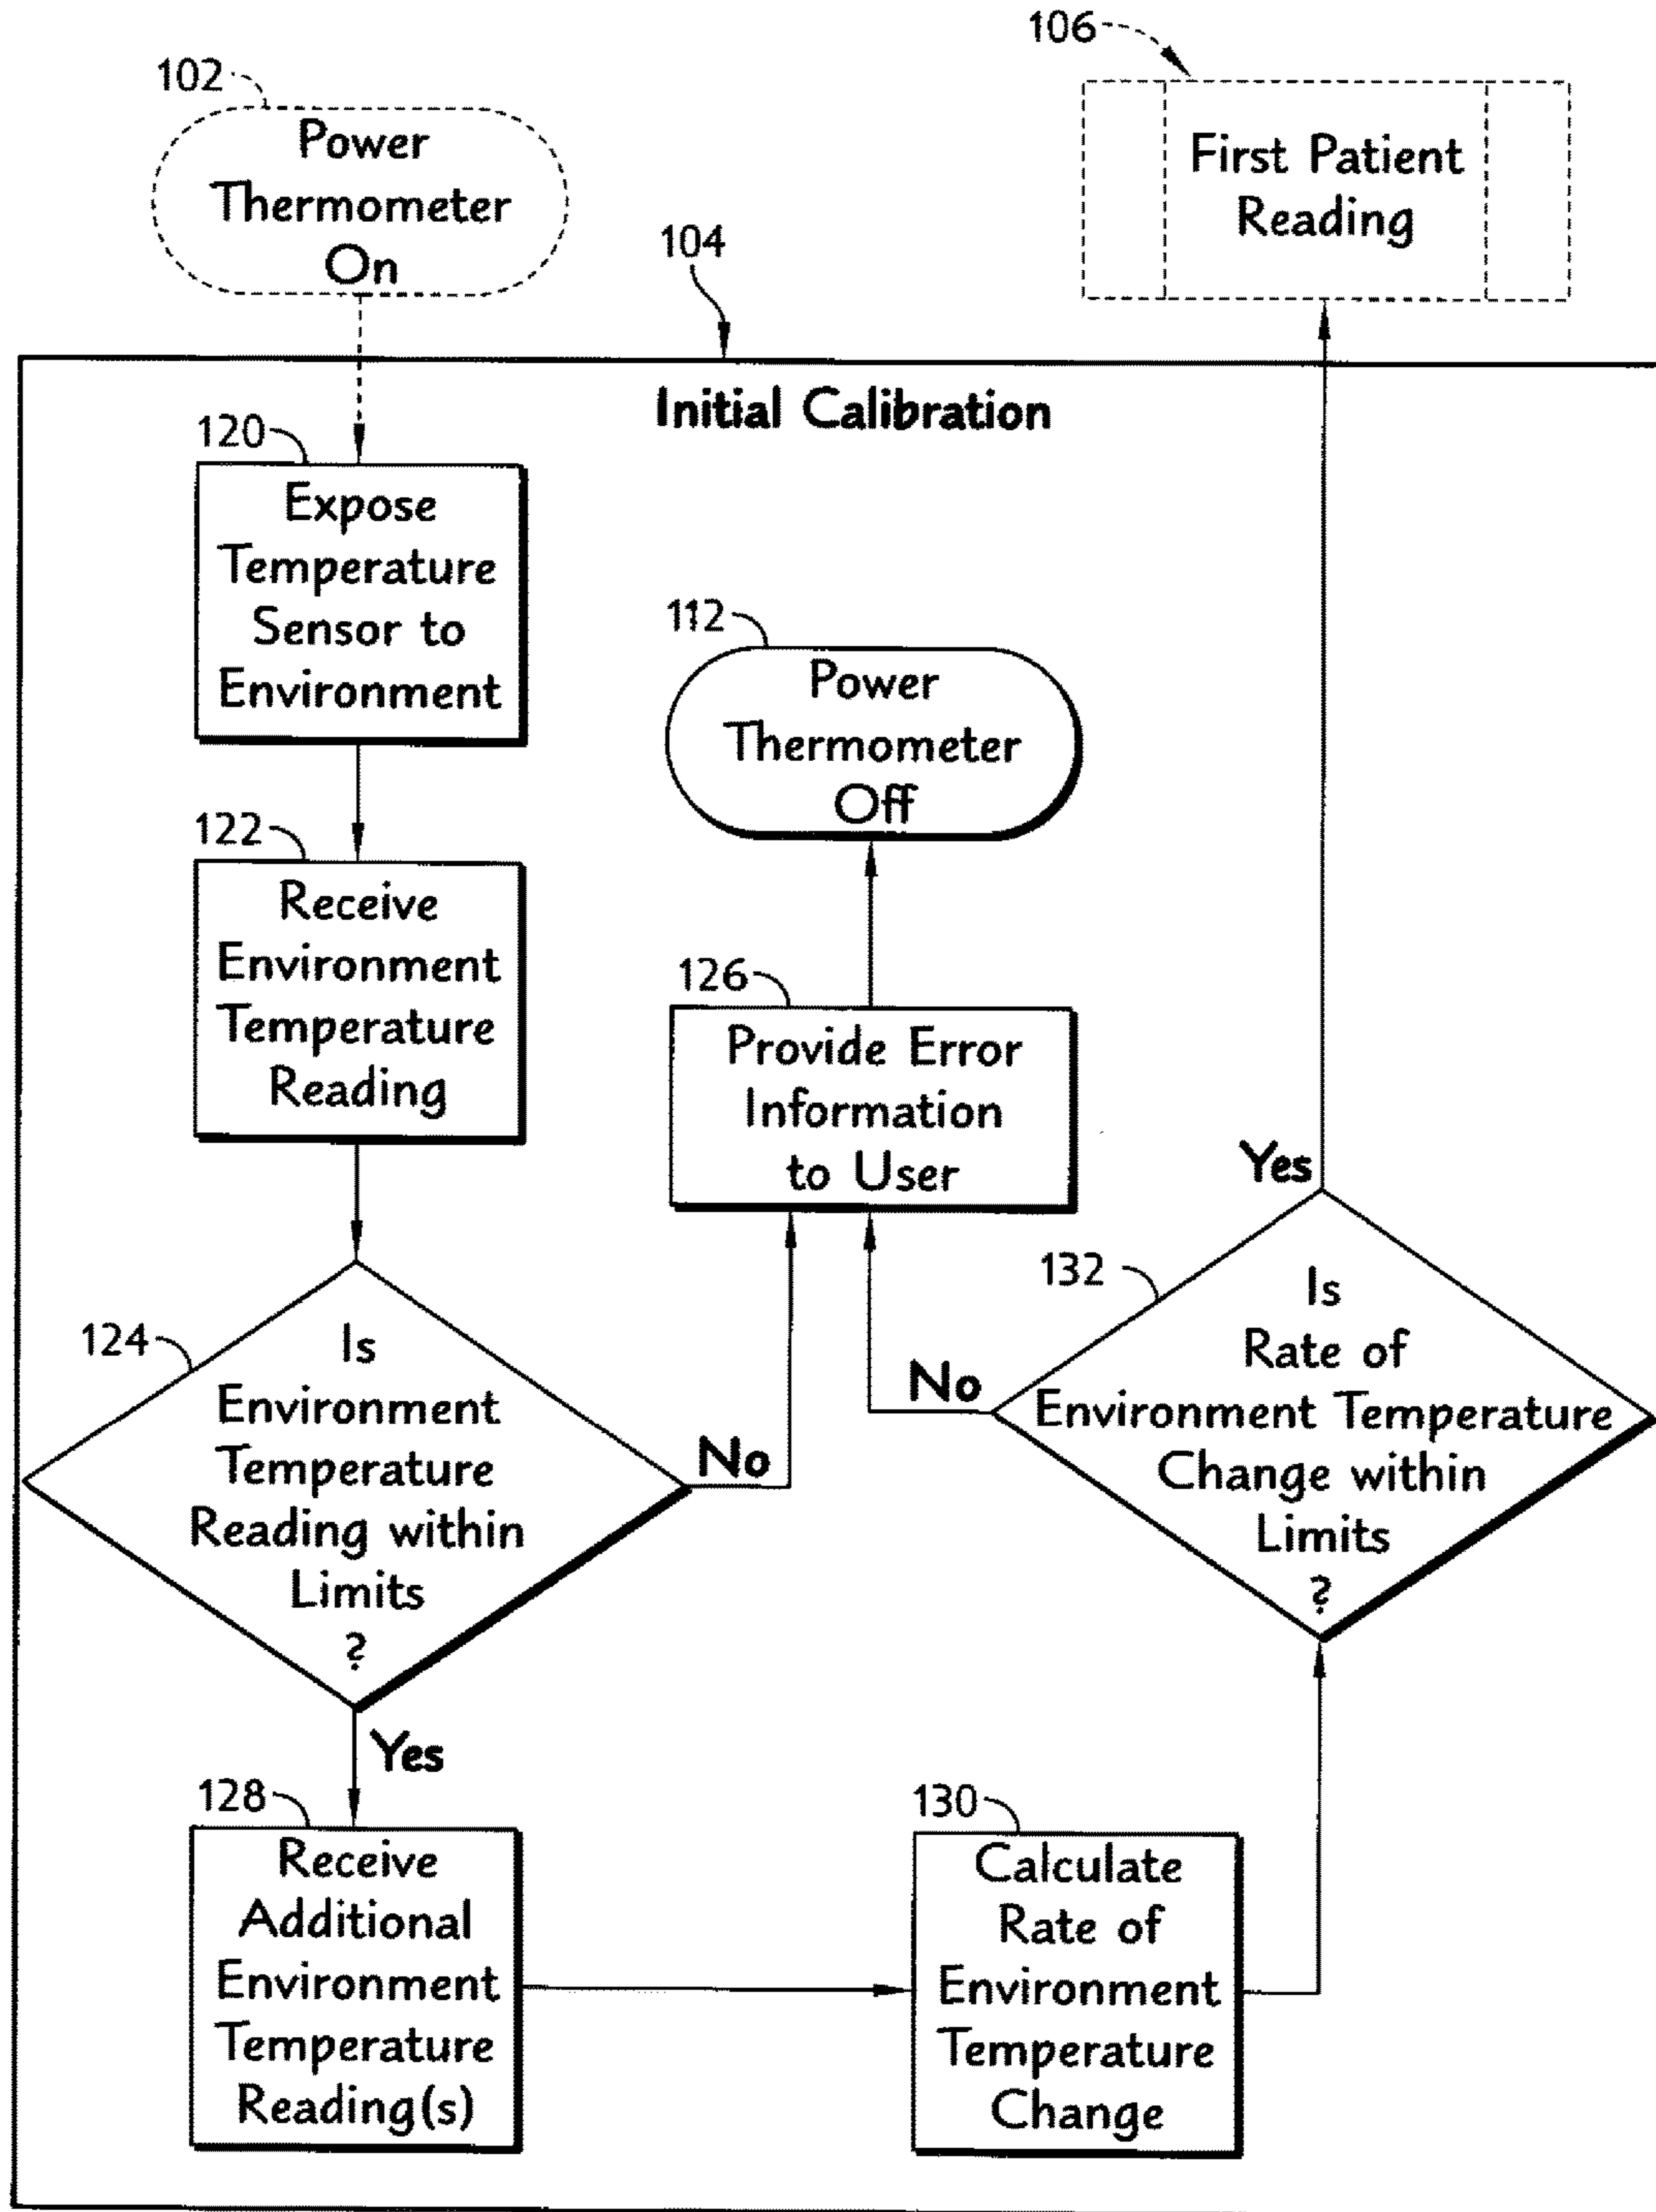 102
Power
Thermometer
On
106
First Patient
Reading
104
Initial Calibration
120
Expose
Temperature
Sensor to
Environment
112
Power
Thermometer
Off
122
Receive
Environment
Temperature
Reading
126
Provide Error
Information
to User
124
Is
Environment
Temperature
Reading within
Limits
?
No
Yes
132
Is
Rate of
Environment Temperature
Change within
Limits
?
No
Yes
128
Receive
Additional
Environment
Temperature
Reading(s)
130
Calculate
Rate of
Environment
Temperature
Change